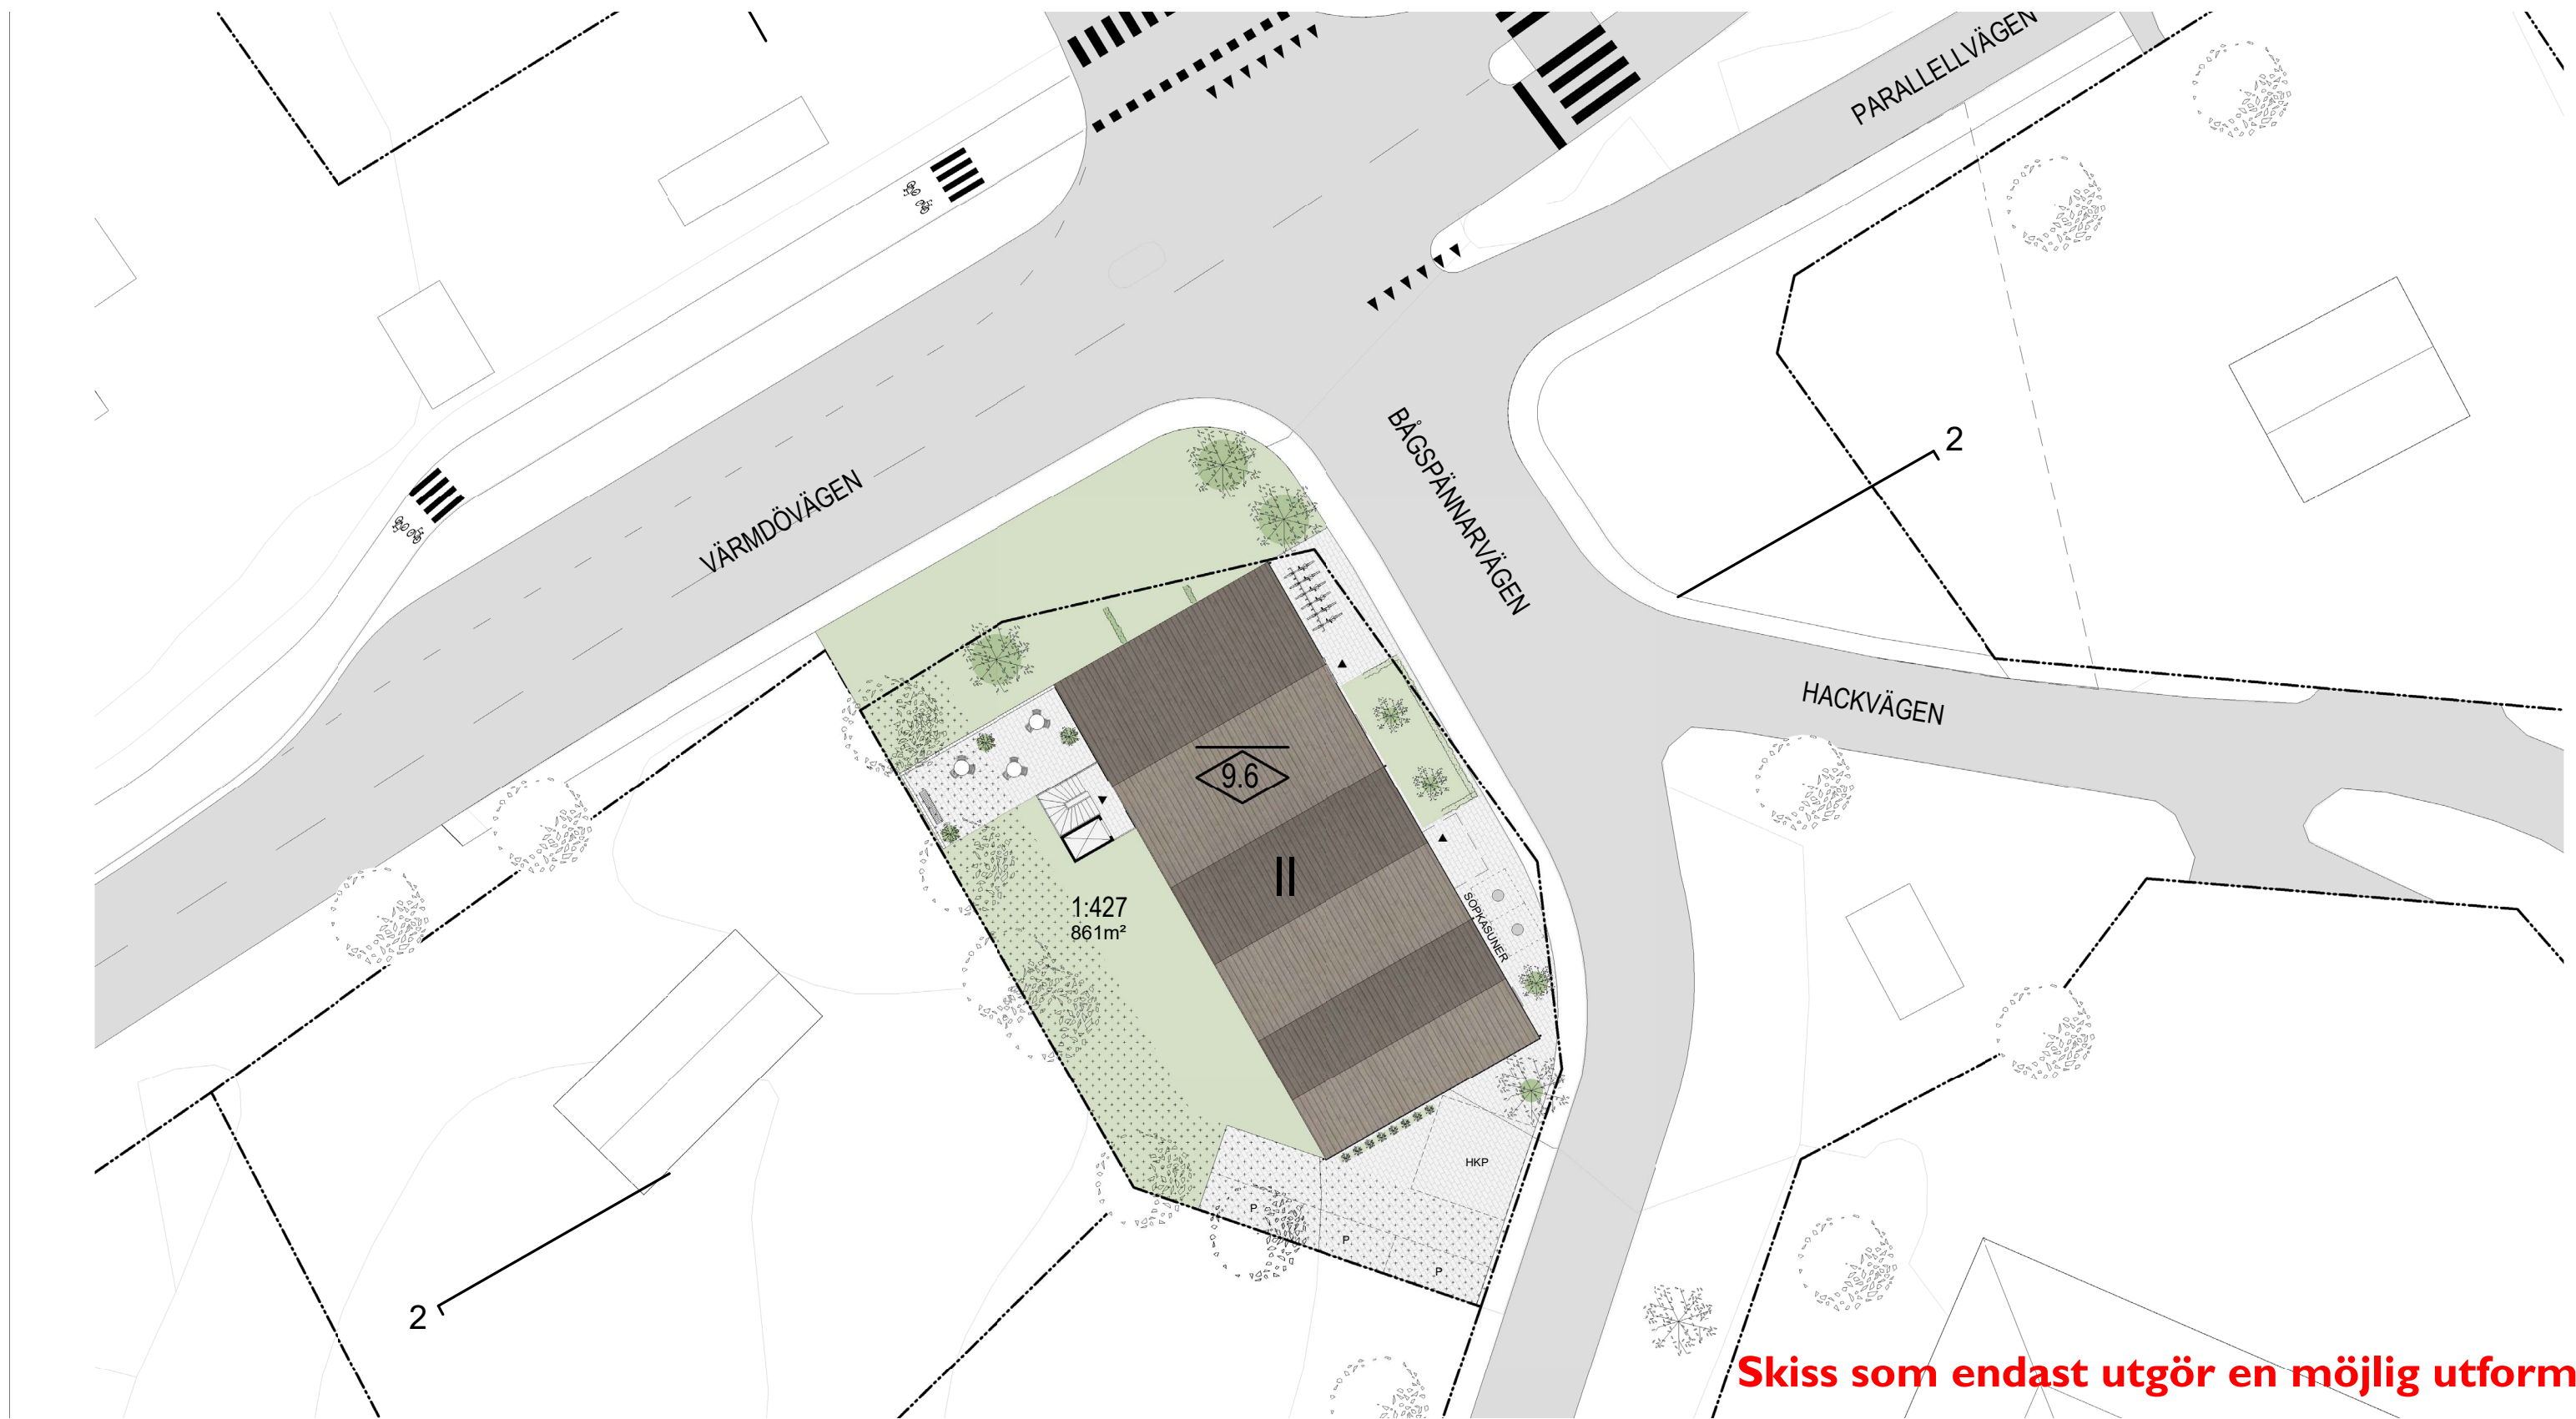 PARALLELLVÄGEN
BÅGSPÄNNARVÄGEN
2
VÄRMDÖVÄGEN
HACKVÄGEN
9.6
II
1:427
861m²
SOPKASUNER
HKP
P
P
P
2
Skiss som endast utgör en möjlig utform